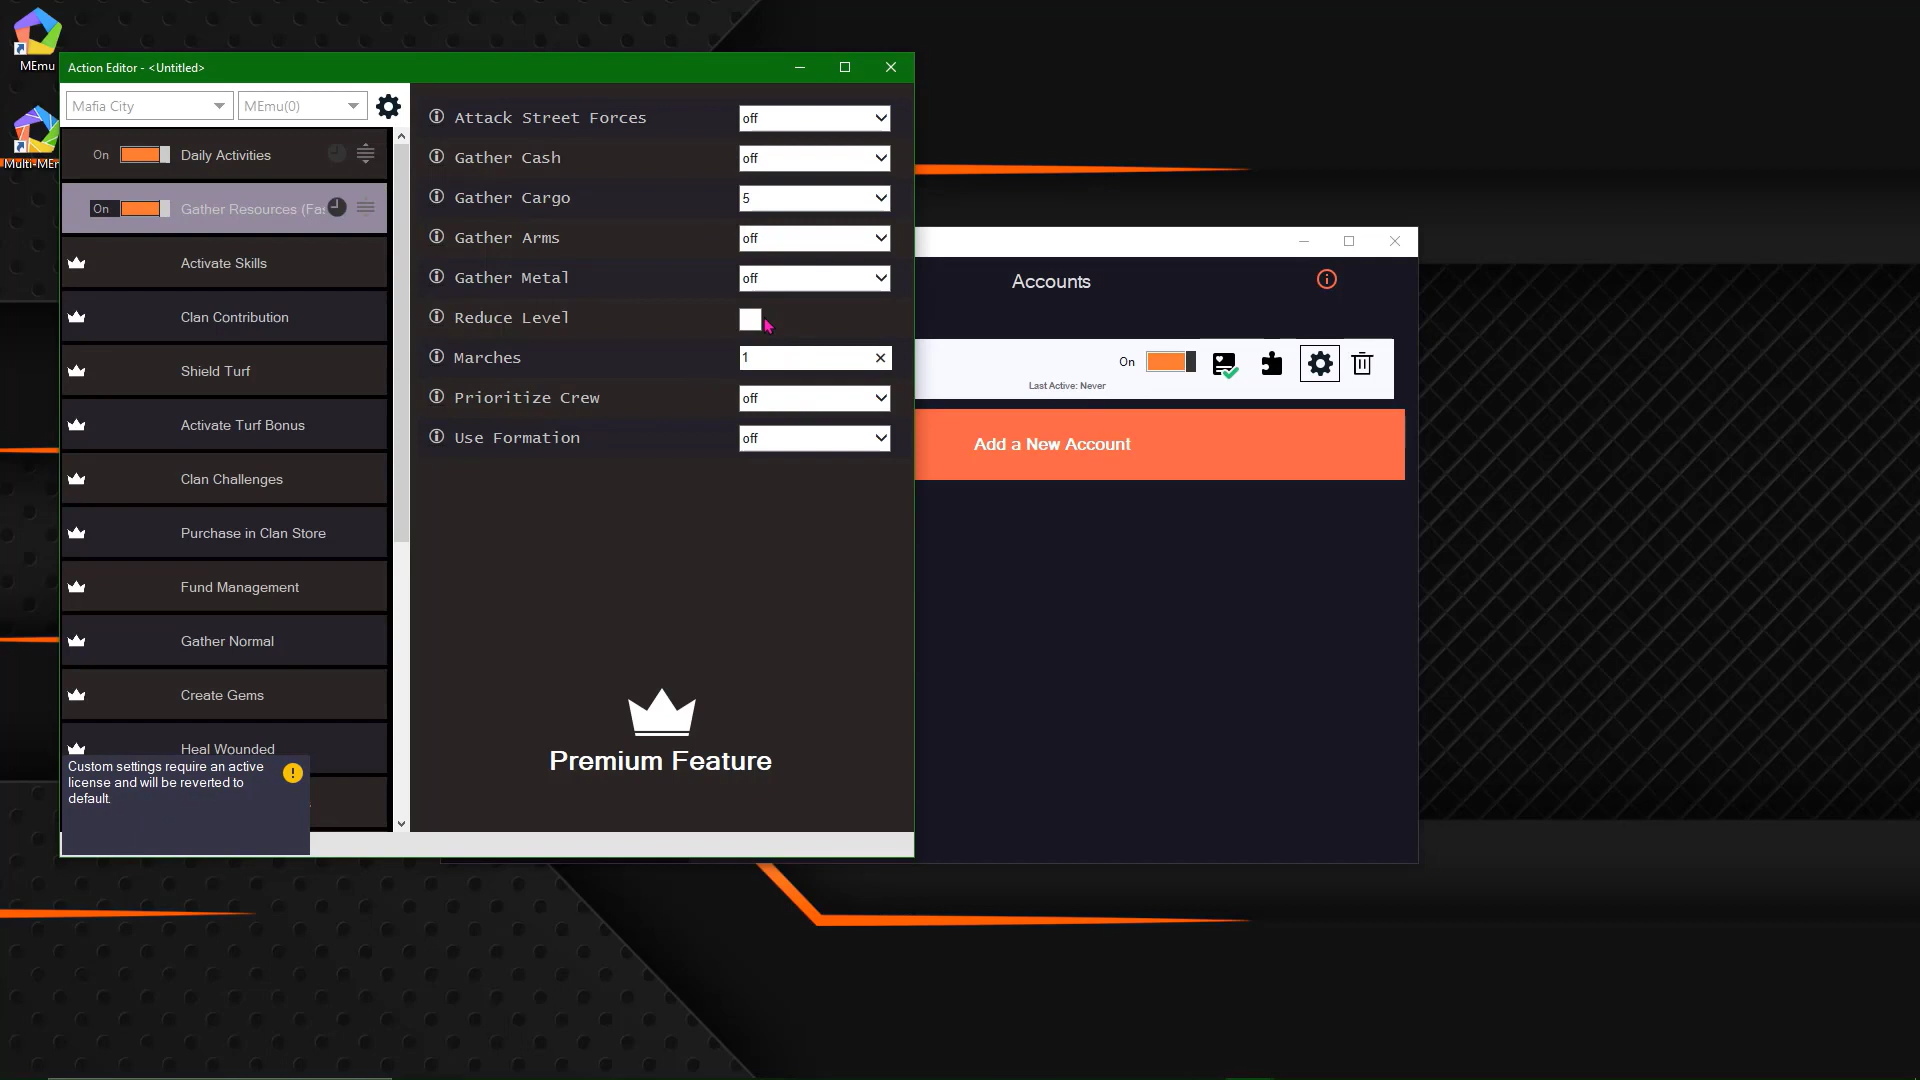 MEmu
Multi-MEm
Action Editor - <Untitled>
Mafia City
MEmu(0)
On
Daily Activities
On
Gather Resources (Fas
Activate Skills
Clan Contribution
Shield Turf
Activate Turf Bonus
Clan Challenges
Purchase in Clan Store
Fund Management
Gather Normal
Create Gems
Heal Wounded
Custom settings require an active
license and will be reverted to
default.
Attack Street Forces
off
Gather Cash
off
Gather Cargo
5
Gather Arms
off
Gather Metal
off
Reduce Level
Marches
1
Prioritize Crew
off
Use Formation
off
Premium Feature
Accounts
On
Last Active: Never
Add a New Account